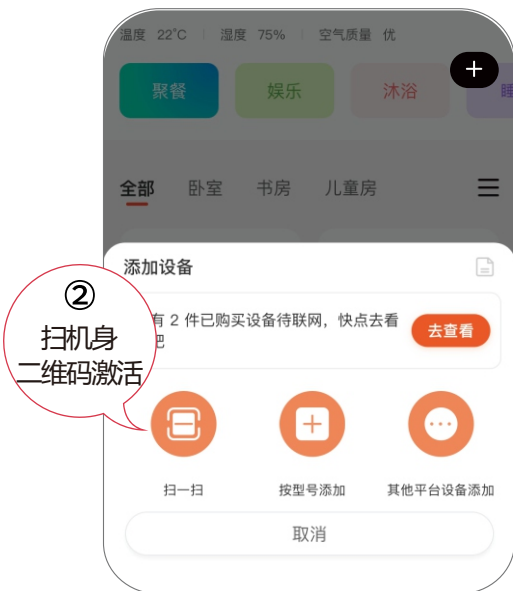 温度 22°C 湿度 75% 空气质量 优
聚餐 娱乐 沐浴 睡
全部 卧室 书房 儿童房
添加设备
②
扫机身
二维码激活
有 2 件已购买设备待联网，快点去看
吧
去查看
扫一扫 按型号添加 其他平台设备添加
取消